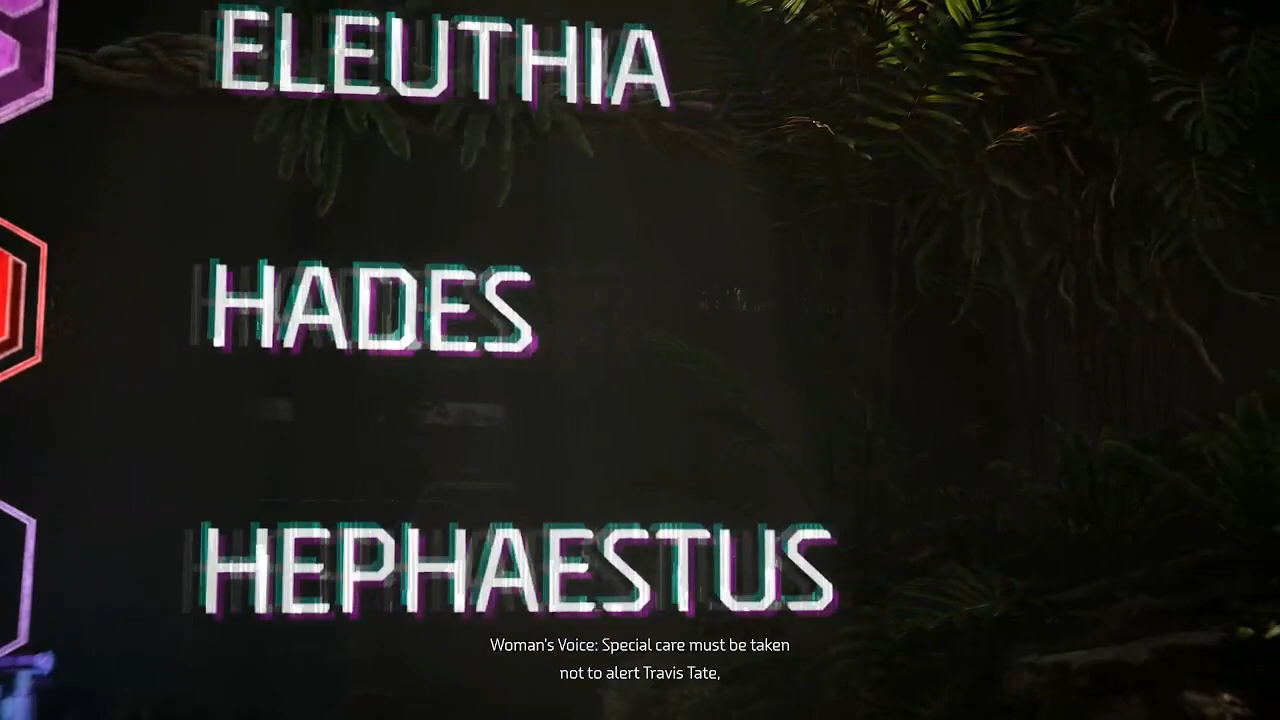 ELEUTHIA
HADES
HEPHAESTUS
Woman's Voice: Special care must be taken
not to alert Travis Tate,